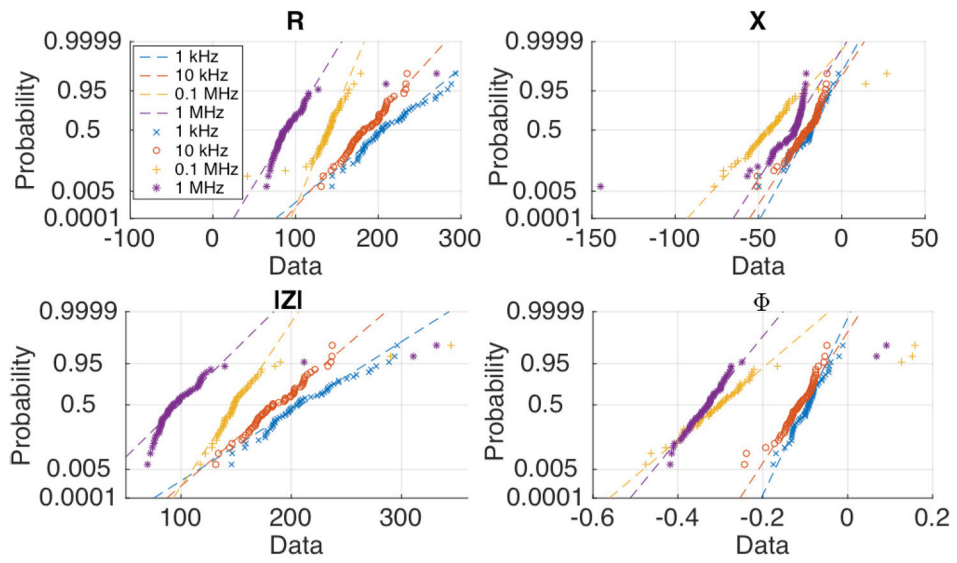 R
0.9999
0.95
0.5
0.005
0.0001
Probability
-100
0
100
200
300
Data
1 kHz
10 kHz
0.1 MHz
1 MHz
1 kHz
10 kHz
0.1 MHz
1 MHz
X
0.9999
0.95
0.5
0.005
0.0001
Probability
-150
-100
-50
0
50
Data
|Z|
0.9999
0.95
0.5
0.005
0.0001
Probability
100
200
300
Data
Φ
0.9999
0.95
0.5
0.005
0.0001
Probability
-0.6
-0.4
-0.2
0
0.2
Data